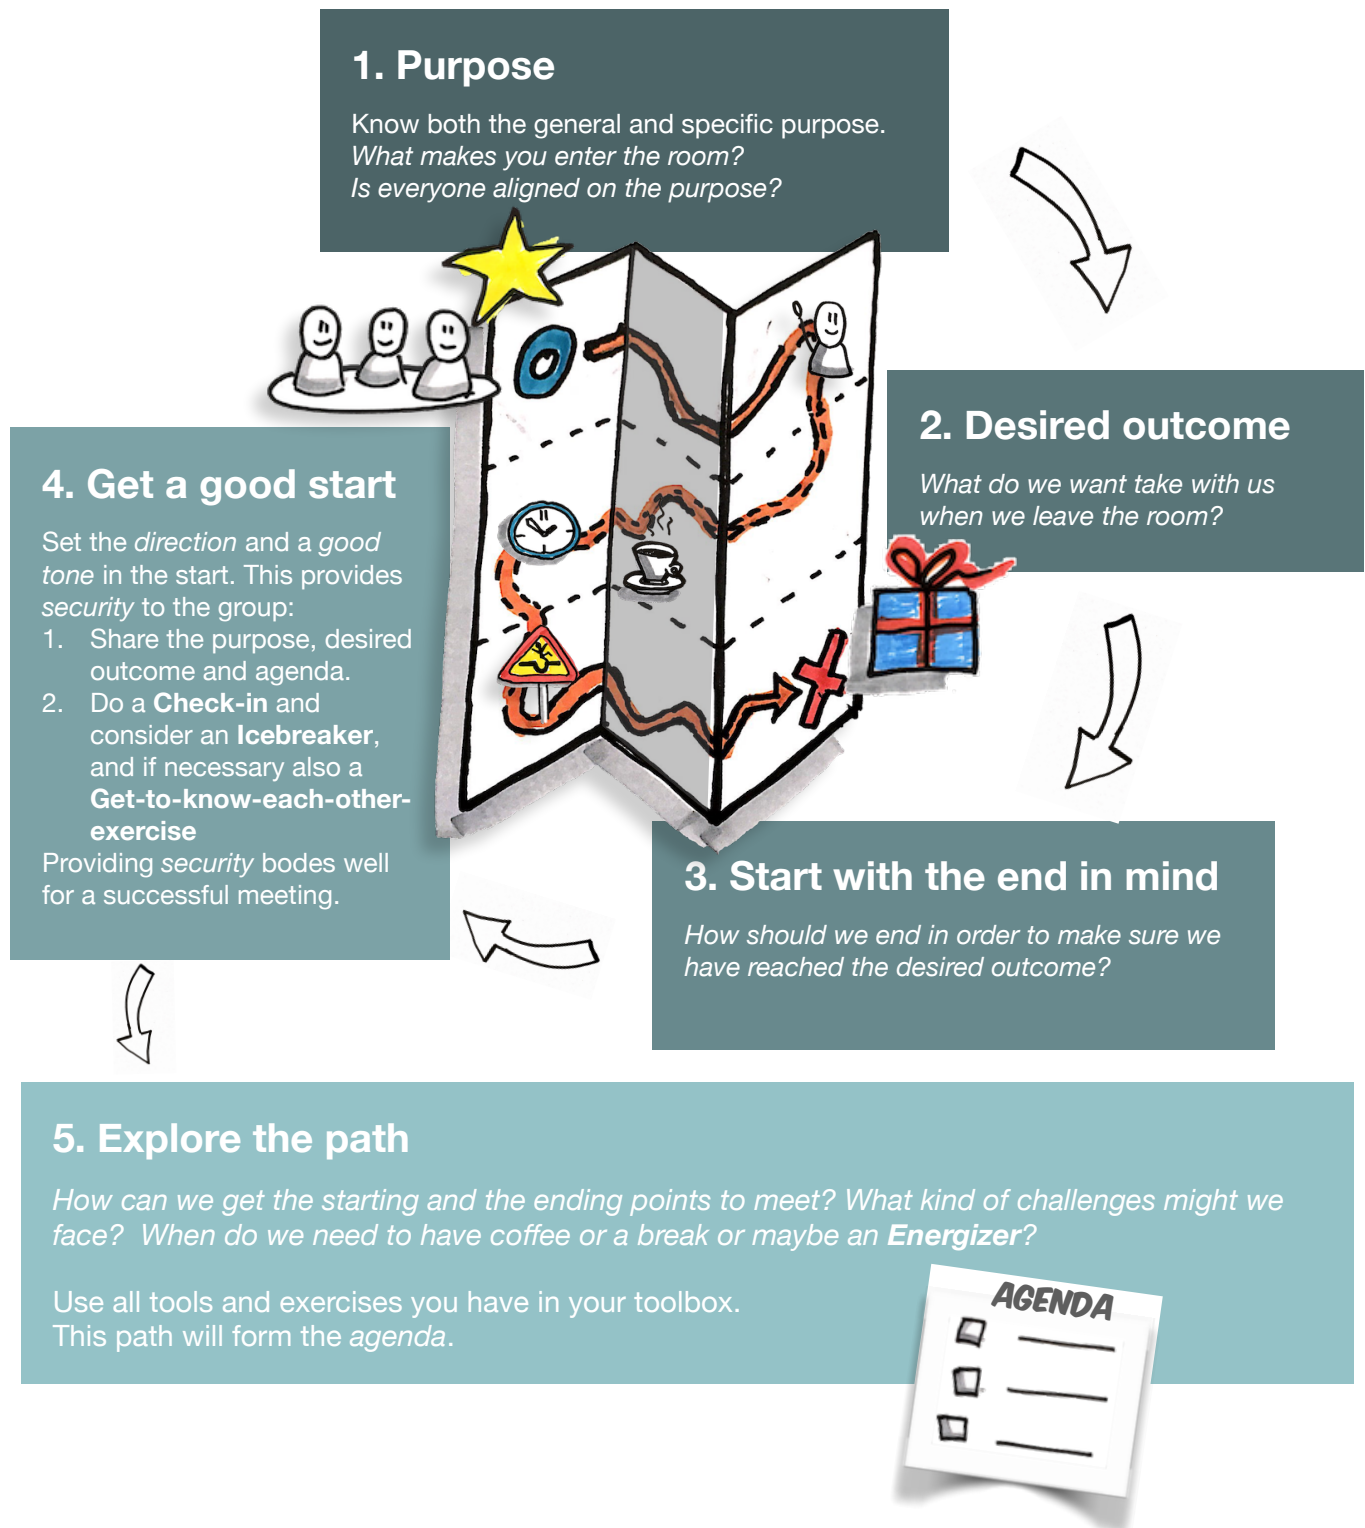 1. Purpose
Know both the general and specific purpose.
What makes you enter the room?
Is everyone aligned on the purpose?
2. Desired outcome
What do we want take with us
when we leave the room?
3. Start with the end in mind
How should we end in order to make sure we
have reached the desired outcome?
4. Get a good start
Set the direction and a good
tone in the start. This provides
security to the group:
1. Share the purpose, desired
outcome and agenda.
2. Do a Check-in and
consider an Icebreaker,
and if necessary also a
Get-to-know-each-other-
exercise
Providing security bodes well
for a successful meeting.
5. Explore the path
How can we get the starting and the ending points to meet? What kind of challenges might we
face?  When do we need to have coffee or a break or maybe an Energizer?
Use all tools and exercises you have in your toolbox.
This path will form the agenda.
AGENDA